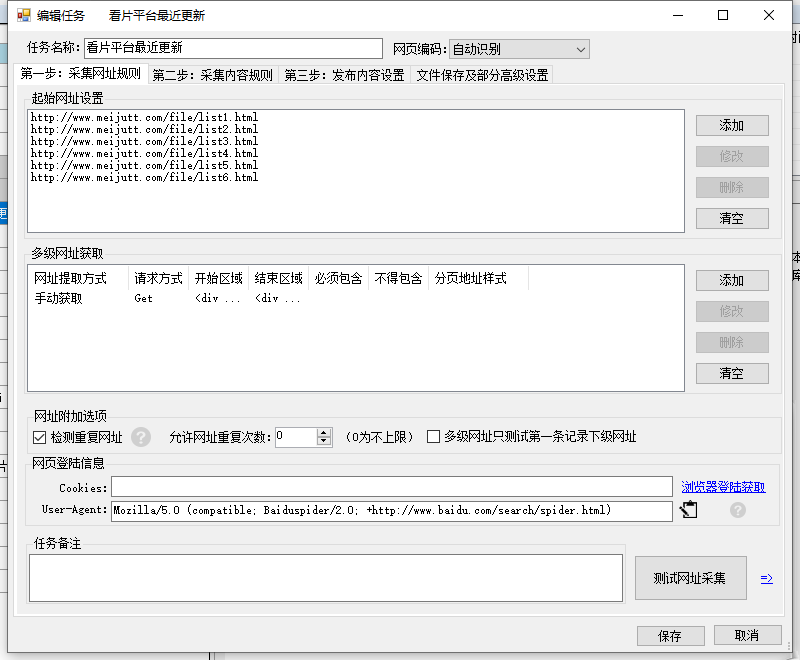 编辑任务 看片平台最近更新
任务名称: 看片平台最近更新 网页编码: 自动识别
第一步: 采集网址规则 第二步: 采集内容规则 第三步: 发布内容设置 文件保存及部分高级设置
起始网址设置
http://www.meijutt.com/file/list1.html
http://www.meijutt.com/file/list2.html
http://www.meijutt.com/file/list3.html
http://www.meijutt.com/file/list4.html
http://www.meijutt.com/file/list5.html
http://www.meijutt.com/file/list6.html
添加
修改
删除
清空
多级网址获取
网址提取方式 请求方式 开始区域 结束区域 必须包含 不得包含 分页地址样式
手动获取 Get <div ... <div ...
添加
修改
删除
清空
网址附加选项
检测重复网址 ? 允许网址重复次数: 0 (0为不上限) 多级网址只测试第一条记录下级网址
网页登陆信息
Cookies: 浏览器登陆获取
User-Agent: Mozilla/5.0 (compatible; Baiduspider/2.0; +http://www.baidu.com/search/spider.html) ?
任务备注
测试网址采集 =>
保存 取消